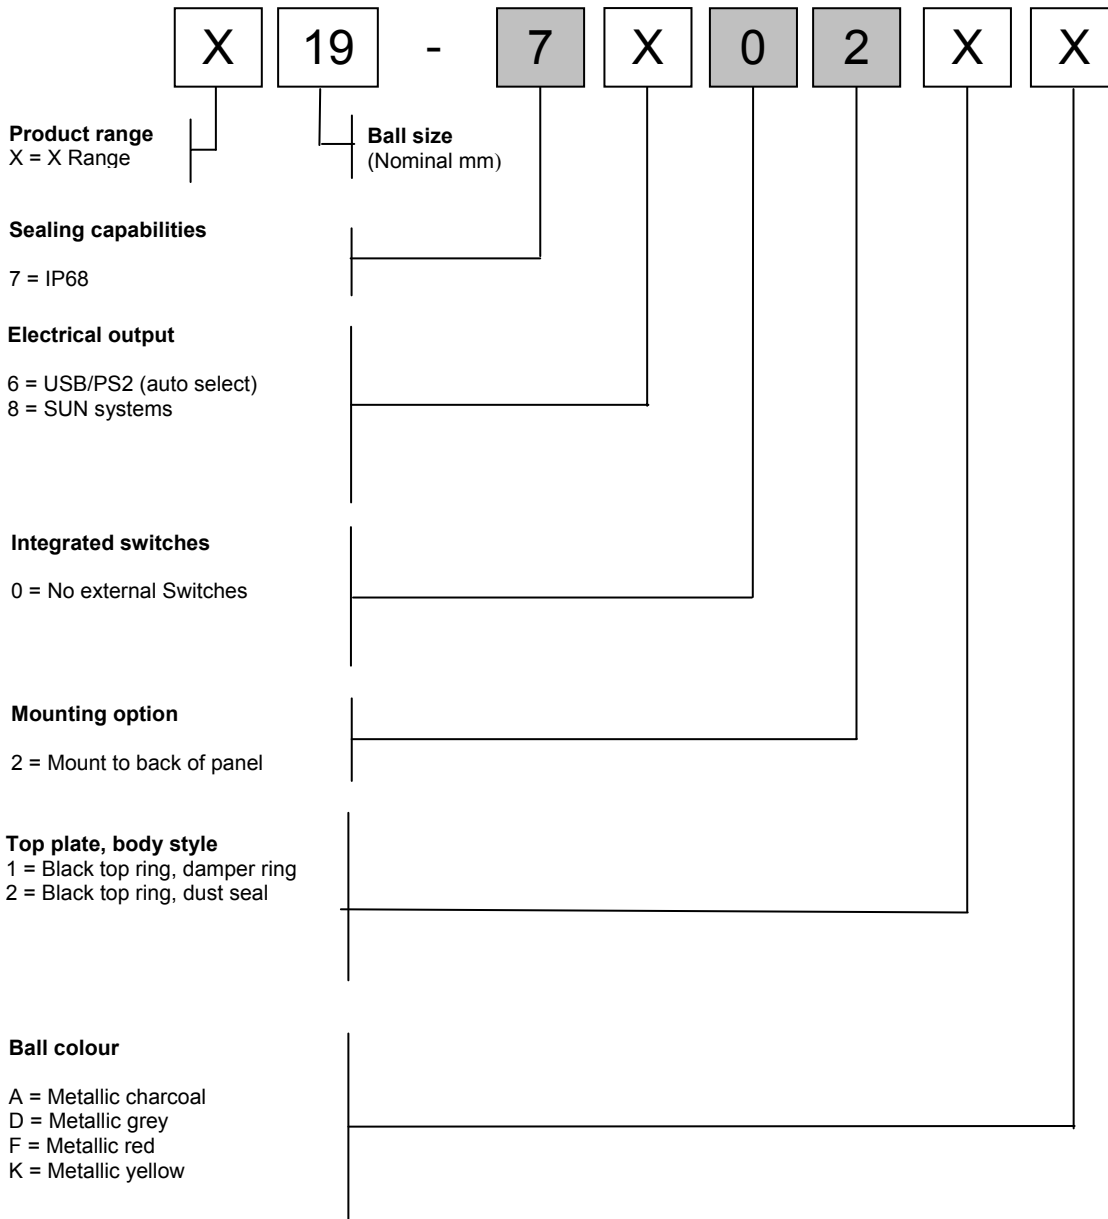 X 19 - 7 X 0 2 X X
Product range
X = X Range
Ball size
(Nominal mm)
Sealing capabilities
7 = IP68
Electrical output
6 = USB/PS2 (auto select)
8 = SUN systems
Integrated switches
0 = No external Switches
Mounting option
2 = Mount to back of panel
Top plate, body style
1 = Black top ring, damper ring
2 = Black top ring, dust seal
Ball colour
A = Metallic charcoal
D = Metallic grey
F = Metallic red
K = Metallic yellow